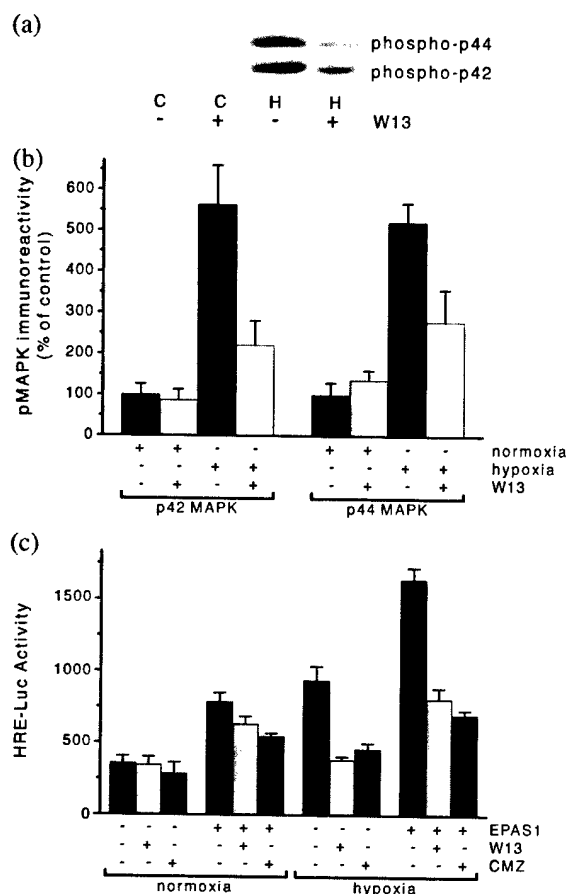 (a)
phospho-p44
phospho-p42
C C H H
- + - + W13
(b)
pMAPK immunoreactivity
(% of control)
600
500
400
300
200
100
0
+ + - - + + - - normoxia
- - + + - - + + hypoxia
- + - + - + - + W13
p42 MAPK p44 MAPK
(c)
HRE-Luc Activity
1500
1000
500
0
- - - + + + - - - + + + EPAS1
- + - - + - - + - - + - W13
- - + - - + - - + - - + CMZ
normoxia hypoxia